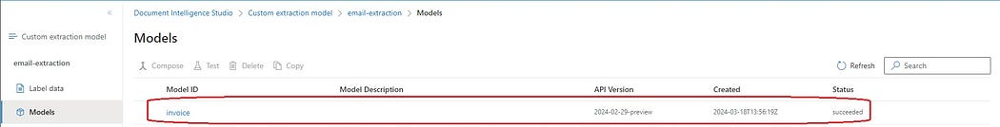 Document Intelligence Studio > Custom extraction model > email-extraction > Models
Custom extraction model
email-extraction
Label data
Models
Models
Compose Test Delete Copy Refresh Search
Model ID Model Description API Version Created Status
invoice 2024-02-29-preview 2024-03-18T13:56:19Z succeeded